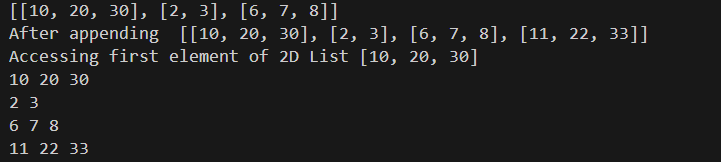 [[10, 20, 30], [2, 3], [6, 7, 8]]
After appending  [[10, 20, 30], [2, 3], [6, 7, 8], [11, 22, 33]]
Accessing first element of 2D List [10, 20, 30]
10 20 30
2 3
6 7 8
11 22 33